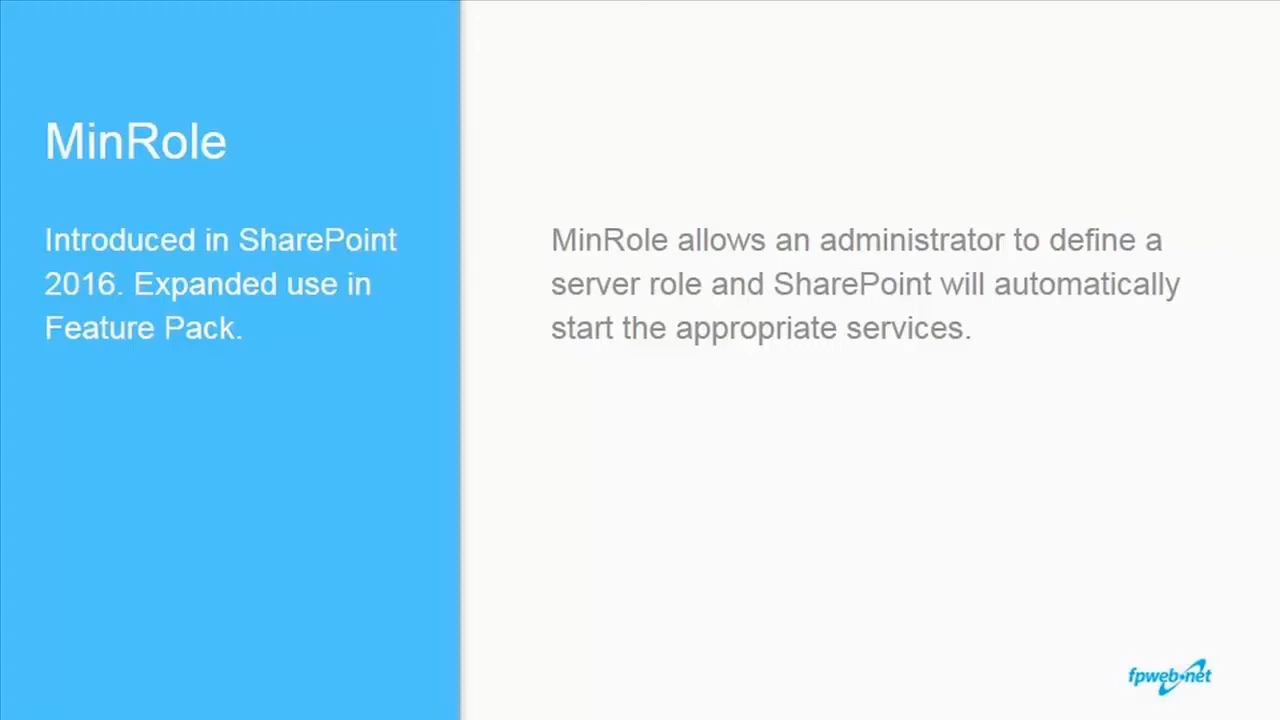 MinRole
Introduced in SharePoint
2016. Expanded use in
Feature Pack.
MinRole allows an administrator to define a
server role and SharePoint will automatically
start the appropriate services.
fpweb.net